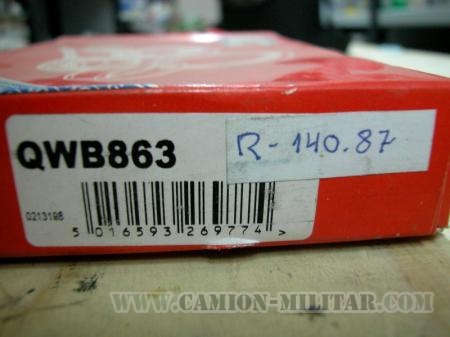 QWB863
R-140.87
0213198
5 016593 269774 >
WWW.CAMION-MILITAR.COM